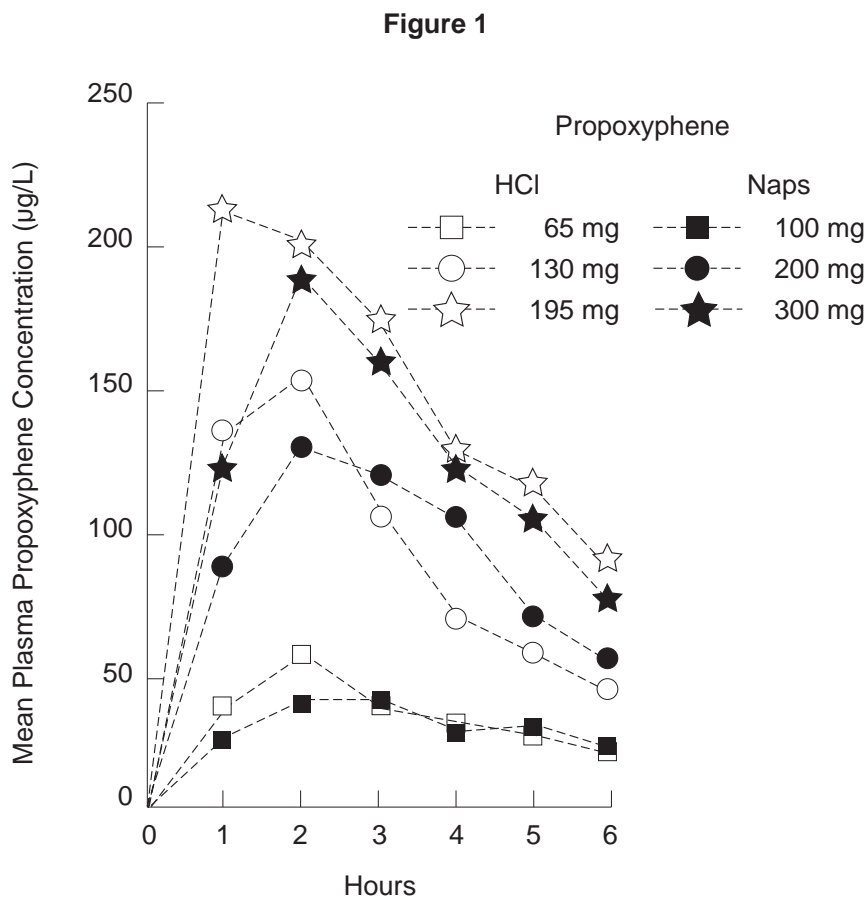 Figure 1
250
200
150
100
50
0
Mean Plasma Propoxyphene Concentration (µg/L)
Propoxyphene
HCl Naps
65 mg 100 mg
130 mg 200 mg
195 mg 300 mg
0 1 2 3 4 5 6
Hours